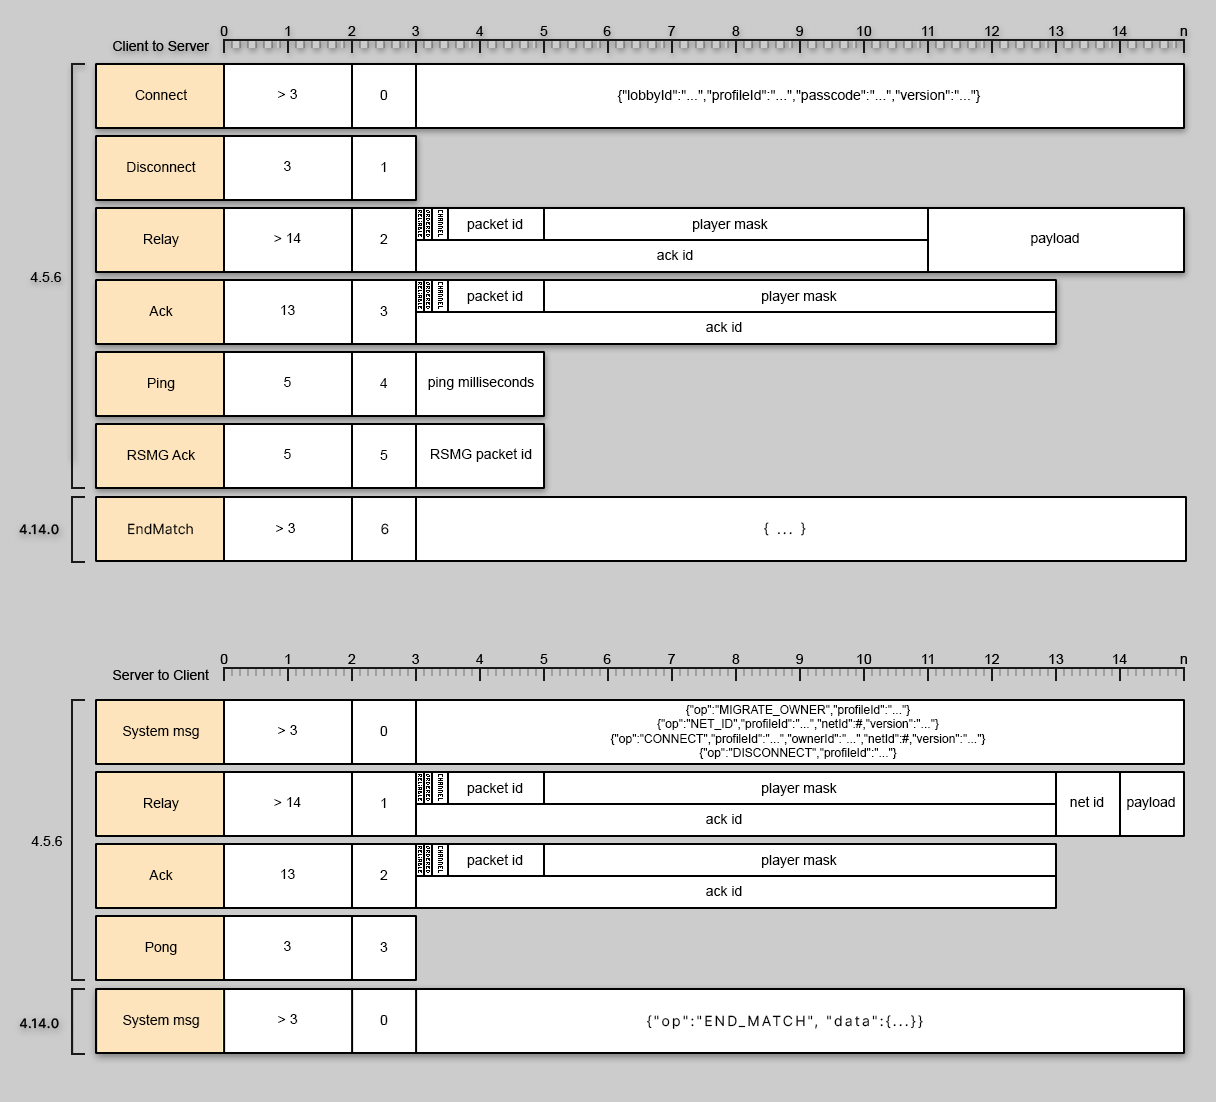 Client to Server
0 1 2 3 4 5 6 7 8 9 10 11 12 13 14 n
4.5.6
Connect > 3 0 {"lobbyId":"...","profileId":"...","passcode":"...","version":"..."}
Disconnect 3 1
Relay > 14 2 RELIABLE ORDERED CHANNEL packet id player mask payload
ack id
Ack 13 3 RELIABLE ORDERED CHANNEL packet id player mask
ack id
Ping 5 4 ping milliseconds
RSMG Ack 5 5 RSMG packet id
4.14.0
EndMatch > 3 6 { ... }
Server to Client
0 1 2 3 4 5 6 7 8 9 10 11 12 13 14 n
4.5.6
System msg > 3 0
{"op":"MIGRATE_OWNER","profileId":"..."}
{"op":"NET_ID","profileId":"...","netId":#,"version":"..."}
{"op":"CONNECT","profileId":"...","ownerId":"...","netId":#,"version":"..."}
{"op":"DISCONNECT","profileId":"..."}
Relay > 14 1 RELIABLE ORDERED CHANNEL packet id player mask net id payload
ack id
Ack 13 2 RELIABLE ORDERED CHANNEL packet id player mask
ack id
Pong 3 3
4.14.0
System msg > 3 0 {"op":"END_MATCH", "data":{...}}